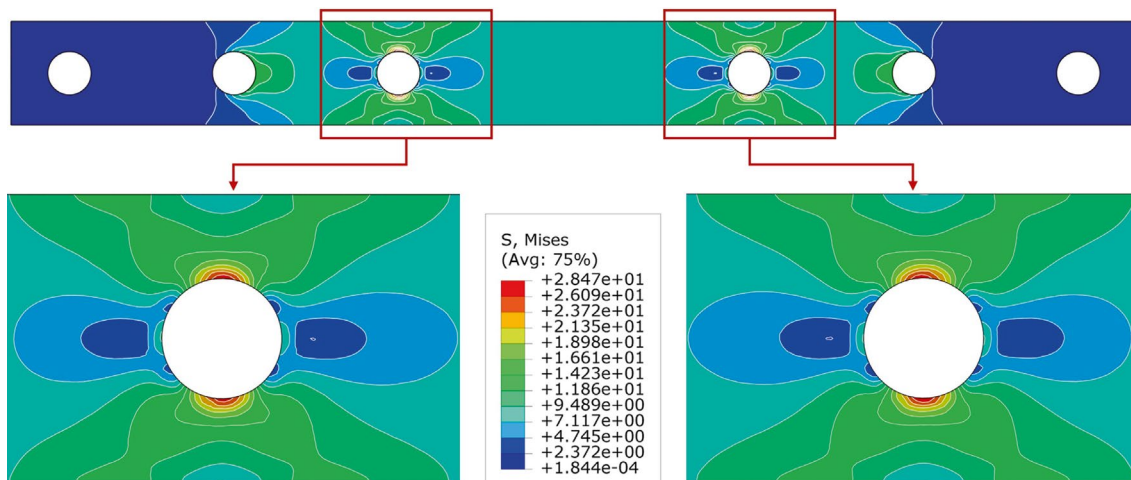 S, Mises
(Avg: 75%)
+2.847e+01
+2.609e+01
+2.372e+01
+2.135e+01
+1.898e+01
+1.661e+01
+1.423e+01
+1.186e+01
+9.489e+00
+7.117e+00
+4.745e+00
+2.372e+00
+1.844e-04